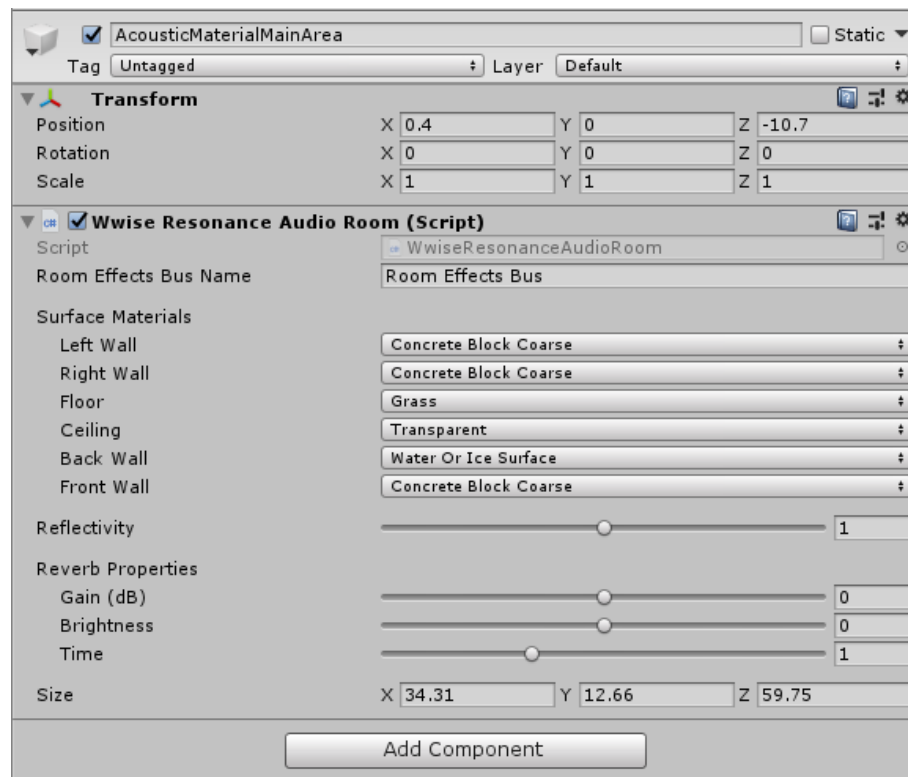 AcousticMaterialMainArea Static
Tag Untagged Layer Default
Transform
Position X 0.4 Y 0 Z -10.7
Rotation X 0 Y 0 Z 0
Scale X 1 Y 1 Z 1
Wwise Resonance Audio Room (Script)
Script WwiseResonanceAudioRoom
Room Effects Bus Name Room Effects Bus
Surface Materials
Left Wall Concrete Block Coarse
Right Wall Concrete Block Coarse
Floor Grass
Ceiling Transparent
Back Wall Water Or Ice Surface
Front Wall Concrete Block Coarse
Reflectivity 1
Reverb Properties
Gain (dB) 0
Brightness 0
Time 1
Size X 34.31 Y 12.66 Z 59.75
Add Component